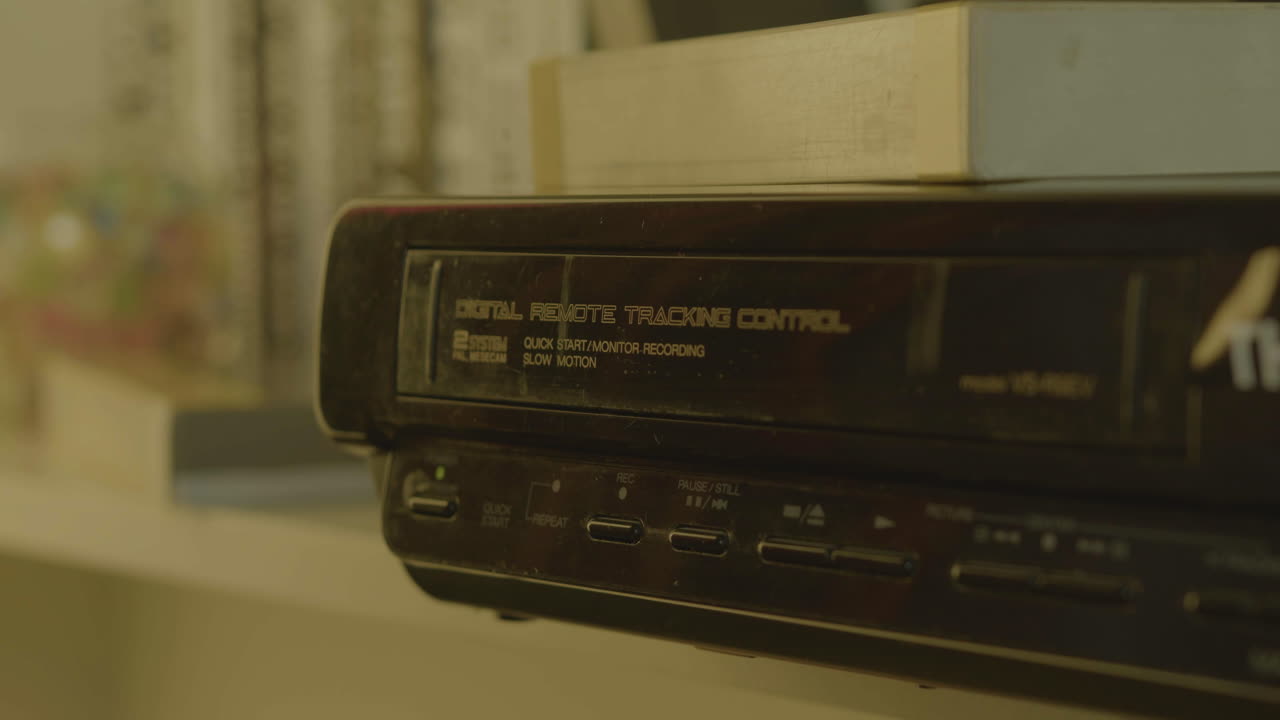 DIGITAL REMOTE TRACKING CONTROL
2 SYSTEM
PAL MESECAM
QUICK START/MONITOR RECORDING
SLOW MOTION
QUICK START
REPEAT
REC
PAUSE/STILL